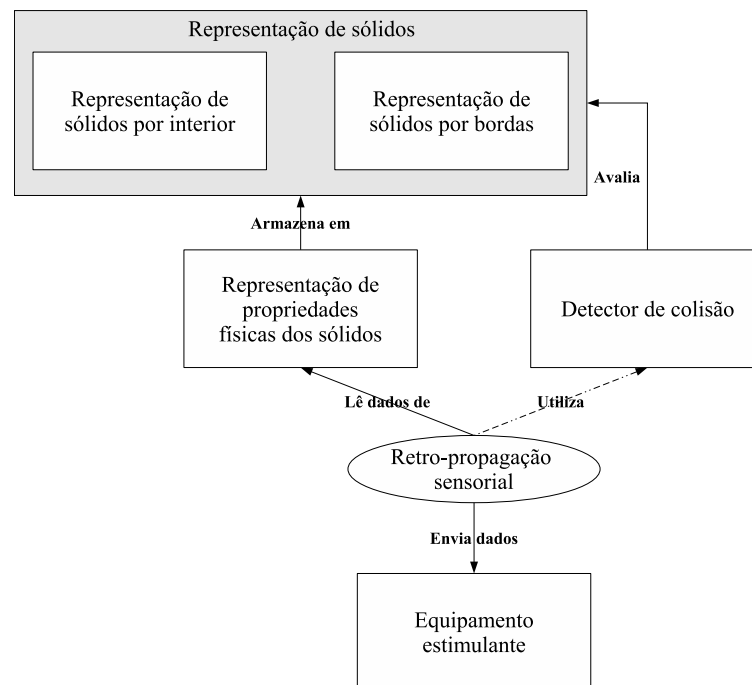 Representação de sólidos
Representação de
sólidos por interior
Representação de
sólidos por bordas
Avalia
Armazena em
Representação de
propriedades
físicas dos sólidos
Detector de colisão
Lê dados de
Utiliza
Retro-propagação
sensorial
Envia dados
Equipamento
estimulante